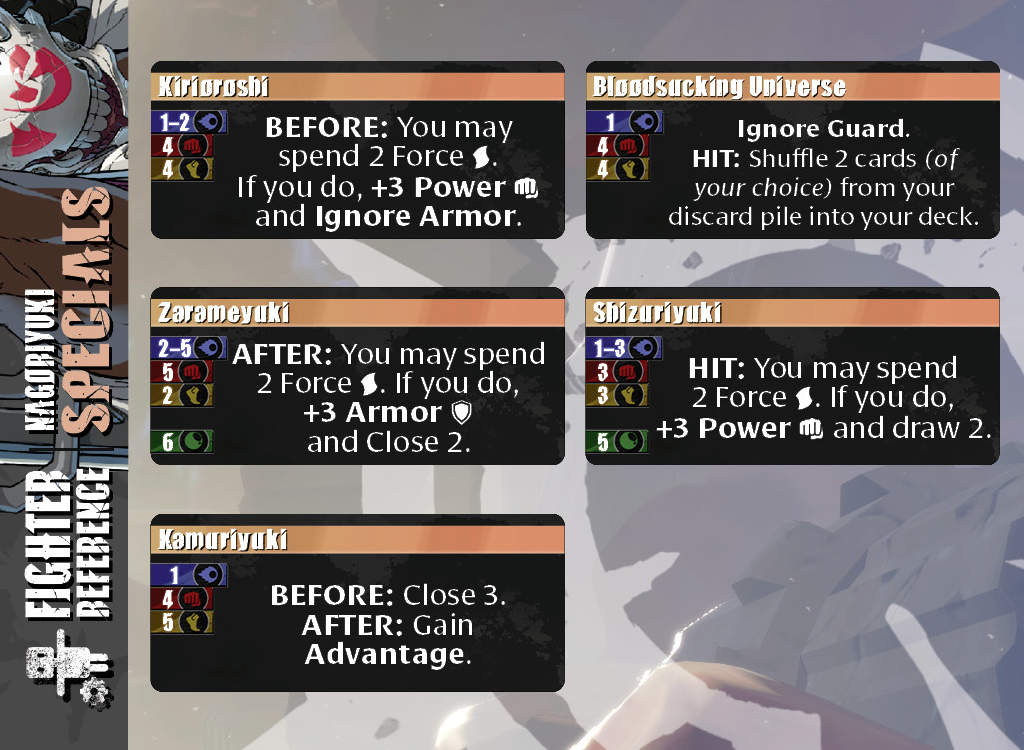 FIGHTER REFERENCE
NAGORIYUKI
SPECIALS
Kirioroshi
1–2
4
4
BEFORE: You may
spend 2 Force .
If you do, +3 Power
and Ignore Armor.
Bloodsucking Universe
1
4
4
Ignore Guard.
HIT: Shuffle 2 cards (of
your choice) from your
discard pile into your deck.
Zarameyuki
2–5
5
2
6
AFTER: You may spend
2 Force . If you do,
+3 Armor
and Close 2.
Shizuriyuki
1–3
3
3
5
HIT: You may spend
2 Force . If you do,
+3 Power and draw 2.
Kamuriyuki
1
4
5
BEFORE: Close 3.
AFTER: Gain
Advantage.